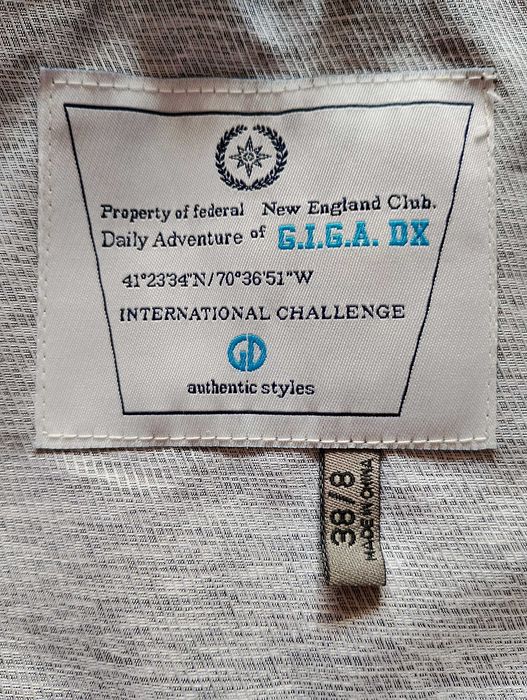 Property of federal New England Club.
Daily Adventure of G.I.G.A. DX
41°23'34"N/70°36'51"W
INTERNATIONAL CHALLENGE
GD
authentic styles
38/8
MADE IN CHINA